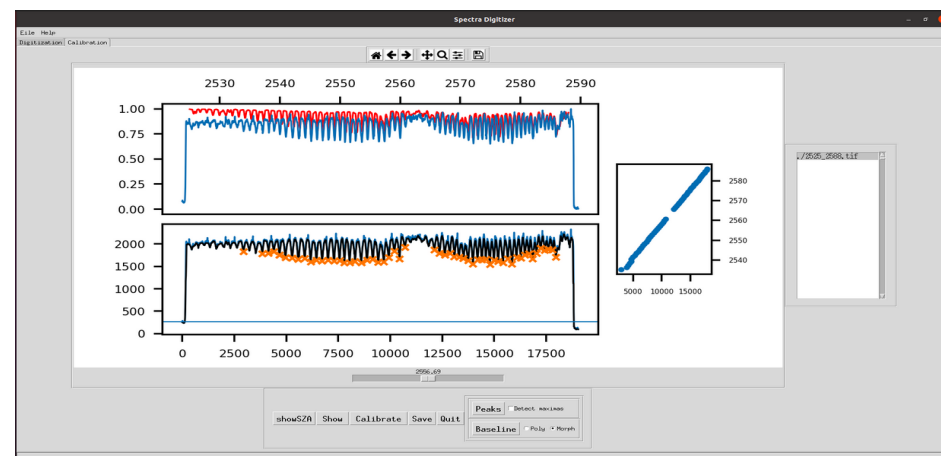 Spectra Digitizer
File Help
Digitization Calibration
2530 2540 2550 2560 2570 2580 2590
1.00
0.75
0.50
0.25
0.00
2000
1500
1000
500
0
0 2500 5000 7500 10000 12500 15000 17500
2580
2570
2560
2550
2540
5000 10000 15000
./2525_2588.tif
2556.69
showSZA Show Calibrate Save Quit
Peaks Detect maximas
Baseline Poly Morph